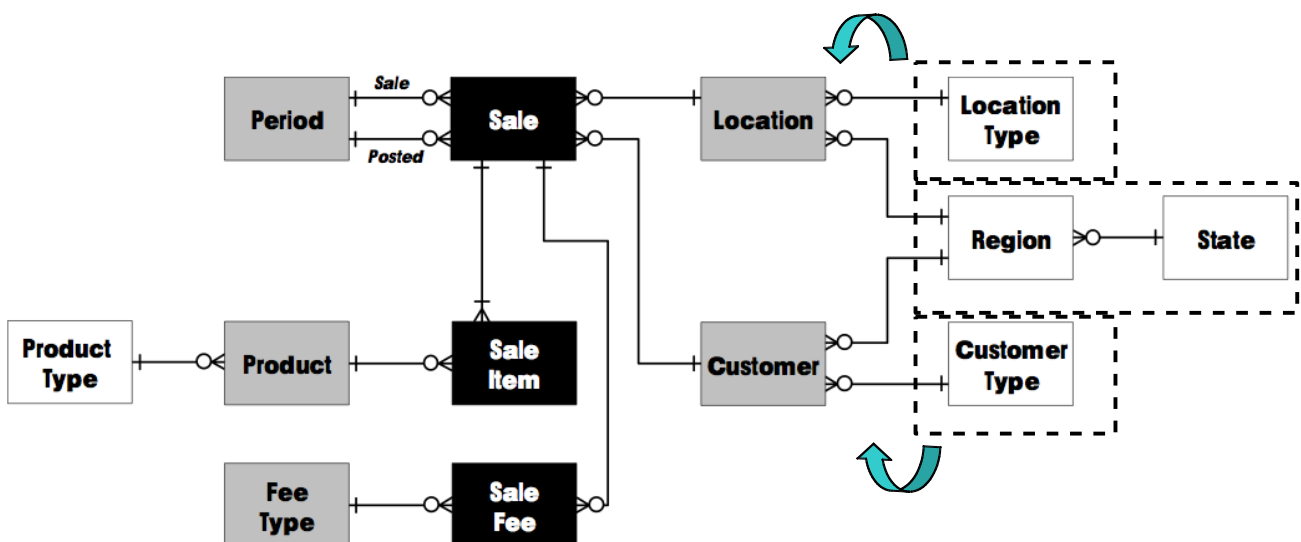 Sale
Period
Posted
Sale
Location
Location
Type
Region
State
Product
Type
Product
Sale
Item
Customer
Customer
Type
Fee
Type
Sale
Fee